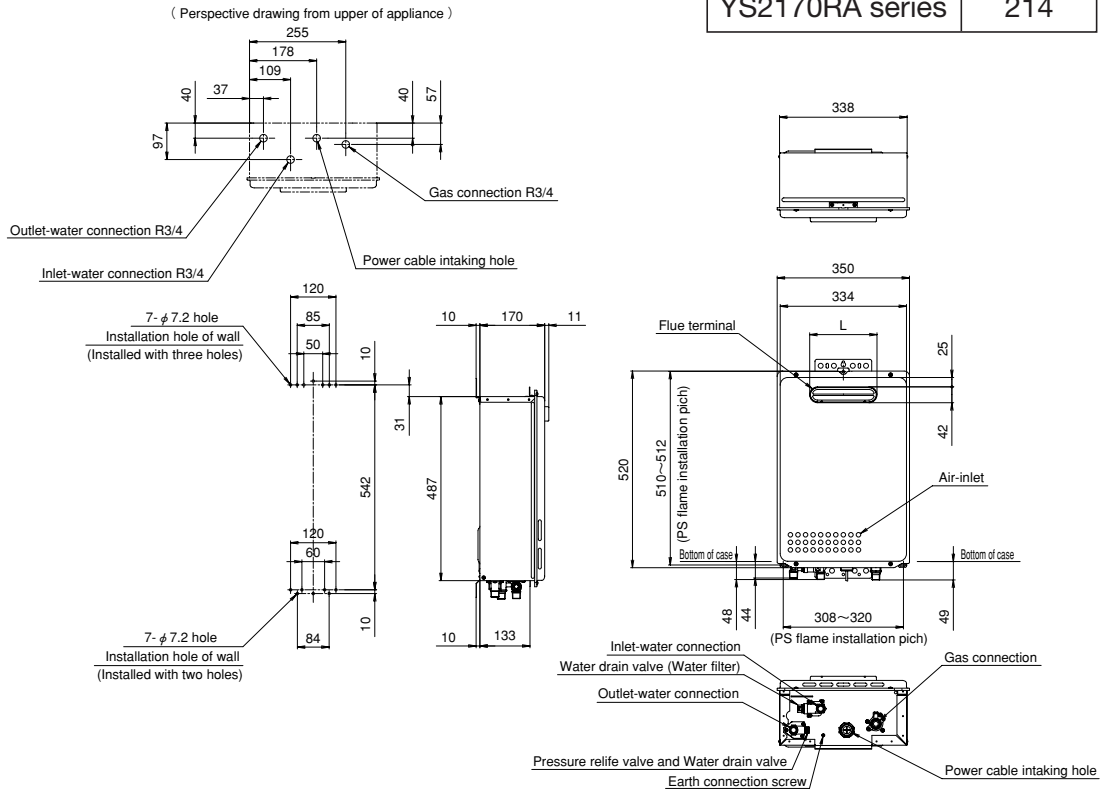 ( Perspective drawing from upper of appliance )
YS2170RA series 214
255
178
109
37
40
97
40
57
Gas connection R3/4
Outlet-water connection R3/4
Power cable intaking hole
Inlet-water connection R3/4
338
120
7- φ 7.2 hole
85
Installation hole of wall
(Installed with three holes)
50
10
31
542
120
60
10
7- φ 7.2 hole
84
Installation hole of wall
(Installed with two holes)
10 170 11
487
10 133
350
334
Flue terminal
L
25
42
520
510~512
(PS flame installation pich)
Air-inlet
Bottom of case
Bottom of case
48
44
49
308~320
(PS flame installation pich)
Inlet-water connection
Gas connection
Water drain valve (Water filter)
Outlet-water connection
Pressure relife valve and Water drain valve
Power cable intaking hole
Earth connection screw